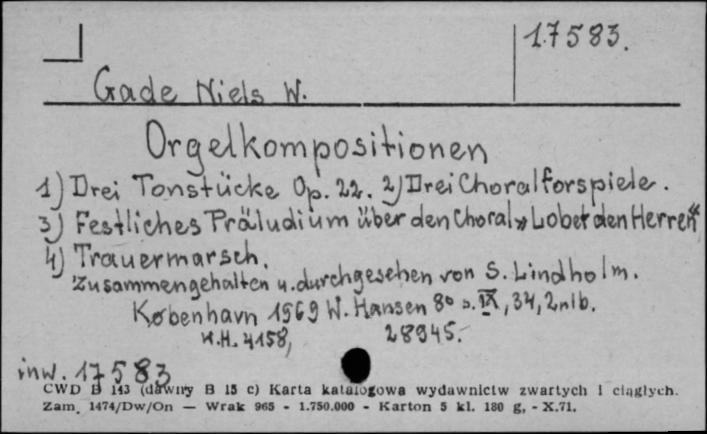 17583.
Gade Niels W.
Orgelkompositionen
1) Drei Tonstücke Op. 22. 2) Drei Choralforspiele.
3) Festliches Präludium über den Choral „Lobet den Herren“
4) Trauermarsch.
Zusammengehalten u. durchgesehen von S. Lindholm.
København 1969 W. Hansen 8° s. IX, 34, 2nlb.
W.H. 4158, 28945.
inw. 17583
CWD B 143 (dawny B 15 c) Karta katalogowa wydawnictw zwartych i ciągłych.
Zam. 1474/Dw/On — Wrak 965 - 1.750.000 - Karton 5 kl. 180 g, - X.71.